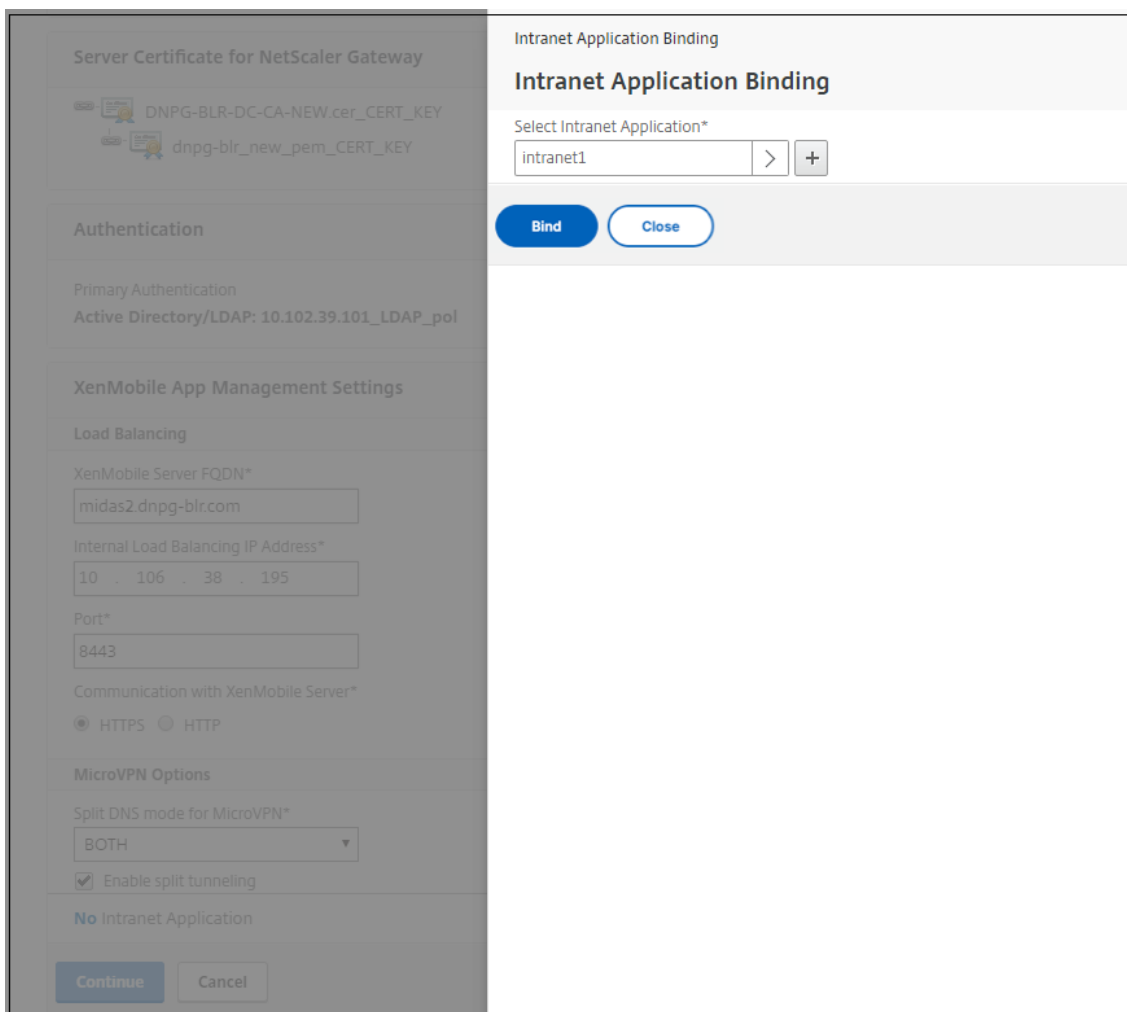 Server Certificate for NetScaler Gateway
DNPG-BLR-DC-CA-NEW.cer_CERT_KEY
dnpg-blr_new_pem_CERT_KEY
Authentication
Primary Authentication
Active Directory/LDAP: 10.102.39.101_LDAP_pol
XenMobile App Management Settings
Load Balancing
XenMobile Server FQDN*
midas2.dnpg-blr.com
Internal Load Balancing IP Address*
10 . 106 . 38 . 195
Port*
8443
Communication with XenMobile Server*
HTTPS HTTP
MicroVPN Options
Split DNS mode for MicroVPN*
BOTH
Enable split tunneling
No Intranet Application
Continue Cancel
Intranet Application Binding
Intranet Application Binding
Select Intranet Application*
intranet1
Bind Close